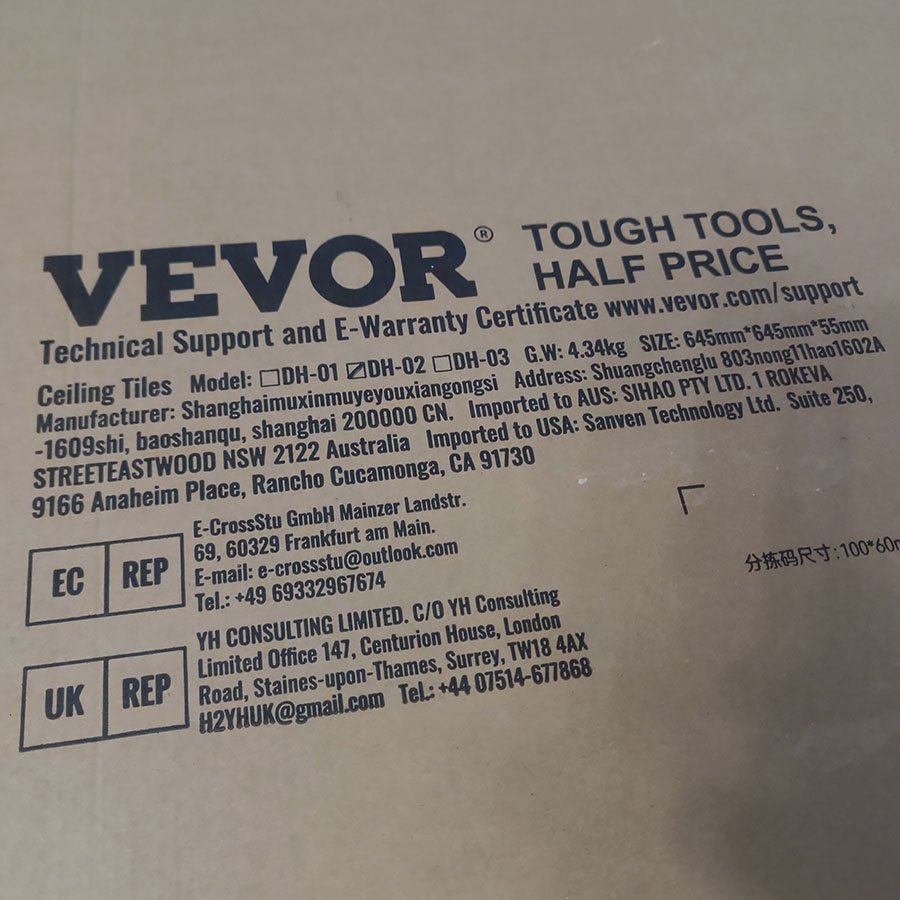 VEVOR® TOUGH TOOLS,
HALF PRICE
Technical Support and E-Warranty Certificate www.vevor.com/support
Ceiling Tiles Model: ☐DH-01 ☑DH-02 ☐DH-03 G.W: 4.34kg SIZE: 645mm*645mm*55mm
Manufacturer: Shanghaimuxinmuyeyouxiangongsi Address: Shuangchenglu 803nong11hao1602A
-1609shi, baoshanqu, shanghai 200000 CN. Imported to AUS: SIHAO PTY LTD. 1 ROKEVA
STREETEASTWOOD NSW 2122 Australia Imported to USA: Sanven Technology Ltd. Suite 250,
9166 Anaheim Place, Rancho Cucamonga, CA 91730
EC REP
E-CrossStu GmbH Mainzer Landstr.
69, 60329 Frankfurt am Main.
E-mail: e-crossstu@outlook.com
Tel.: +49 69332967674
UK REP
YH CONSULTING LIMITED. C/O YH Consulting
Limited Office 147, Centurion House, London
Road, Staines-upon-Thames, Surrey, TW18 4AX
H2YHUK@gmail.com Tel.: +44 07514-677868
分拣码尺寸:100*60